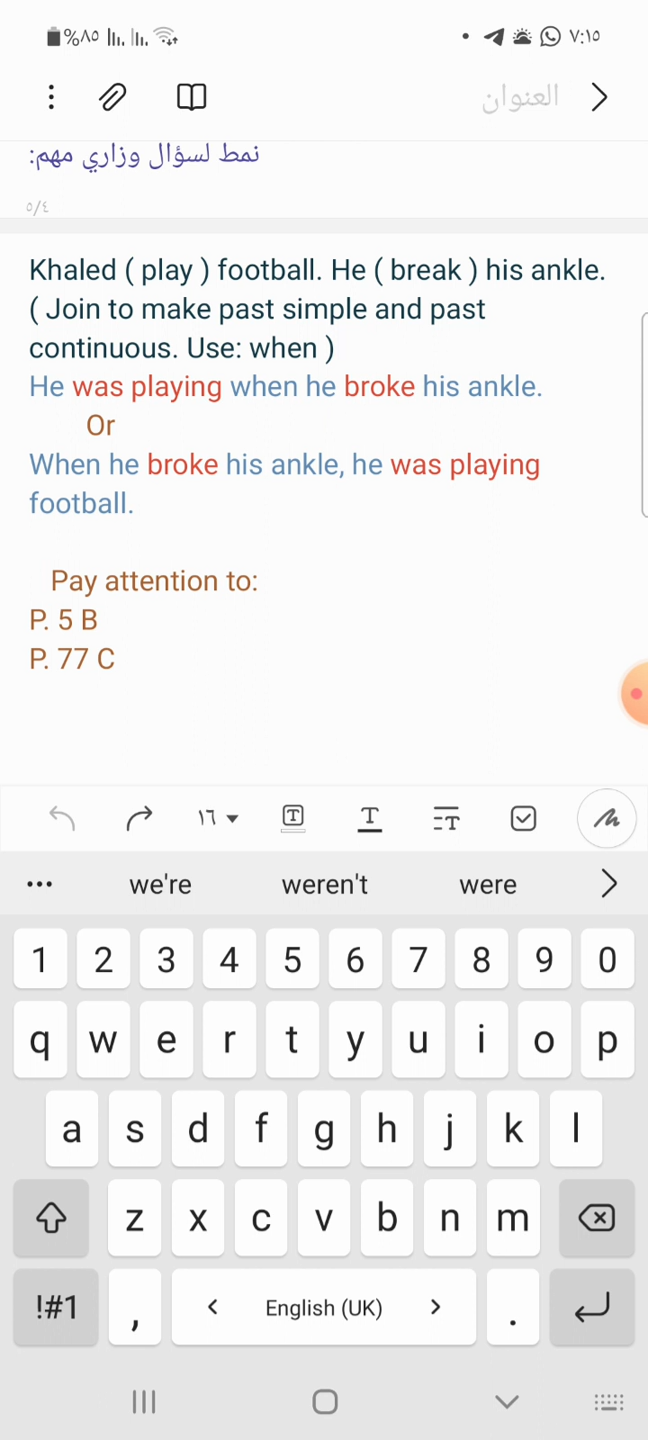 %٨٥
٧:١٥
العنوان
نمط لسؤال وزاري مهم:
٥/٤
Khaled ( play ) football. He ( break ) his ankle.
( Join to make past simple and past
continuous. Use: when )
He was playing when he broke his ankle.
Or
When he broke his ankle, he was playing
football.
Pay attention to:
P. 5 B
P. 77 C
١٦
we're weren't were
1 2 3 4 5 6 7 8 9 0
q w e r t y u i o p
a s d f g h j k l
z x c v b n m
!#1 , English (UK) .